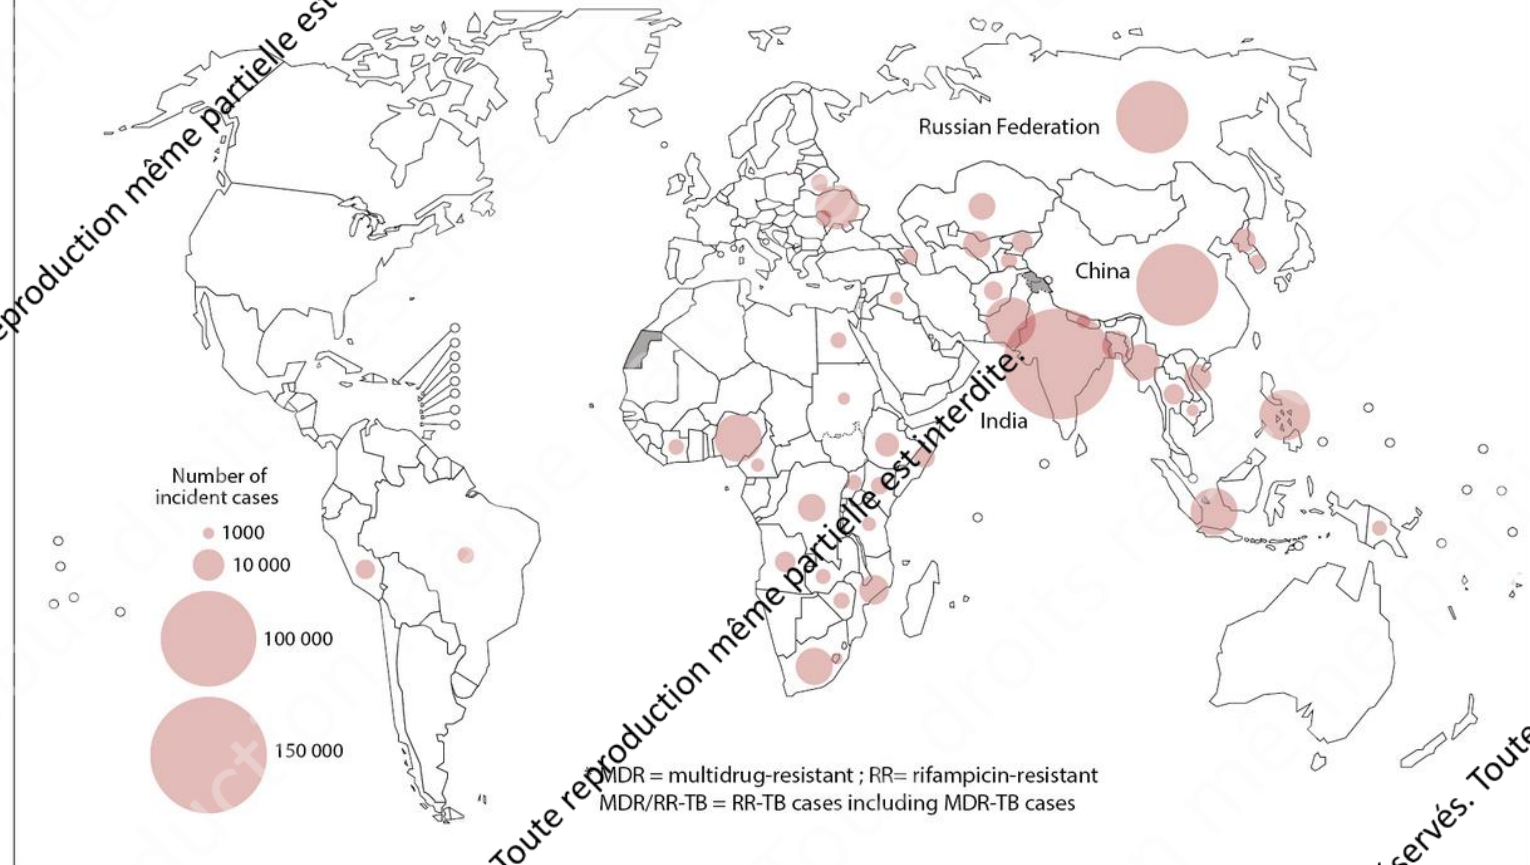 eproduction même partielle est
Russian Federation
China
India
Number of
incident cases
1000
10 000
100 000
150 000
Toute reproduction même partielle est interdite.
MDR = multidrug-resistant ; RR= rifampicin-resistant
MDR/RR-TB = RR-TB cases including MDR-TB cases
servés. Toute